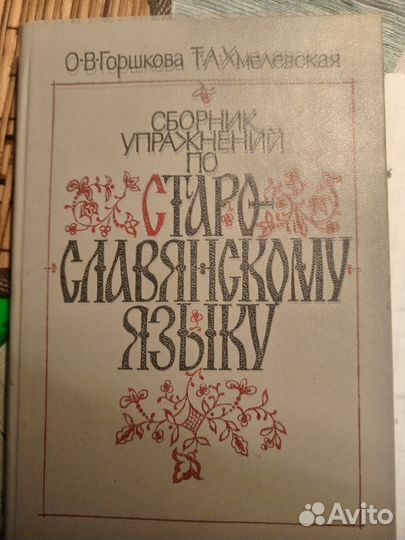 О·В·Горшкова Т·А·Хмелевская
СБОРНИК
УПРАЖНЕНИЙ
ПО
СТАРО-
СЛАВЯНСКОМУ
ЯЗЫКУ
Avito